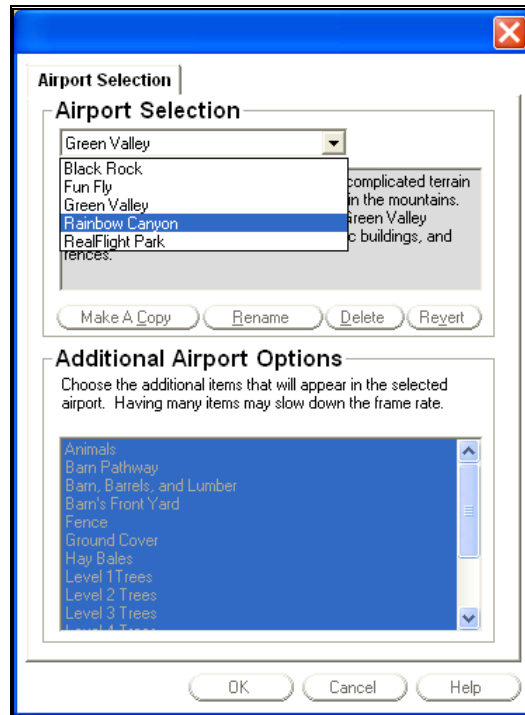 Airport Selection
Airport Selection
Green Valley
Black Rock
Fun Fly
Green Valley
Rainbow Canyon
RealFlight Park
complicated terrain
in the mountains.
Green Valley
c buildings, and
fences.
Make A Copy
Rename
Delete
Revert
Additional Airport Options
Choose the additional items that will appear in the selected
airport. Having many items may slow down the frame rate.
Animals
Barn Pathway
Barn, Barrels, and Lumber
Barn's Front Yard
Fence
Ground Cover
Hay Bales
Level 1Trees
Level 2 Trees
Level 3 Trees
Level 4 Trees
OK
Cancel
Help